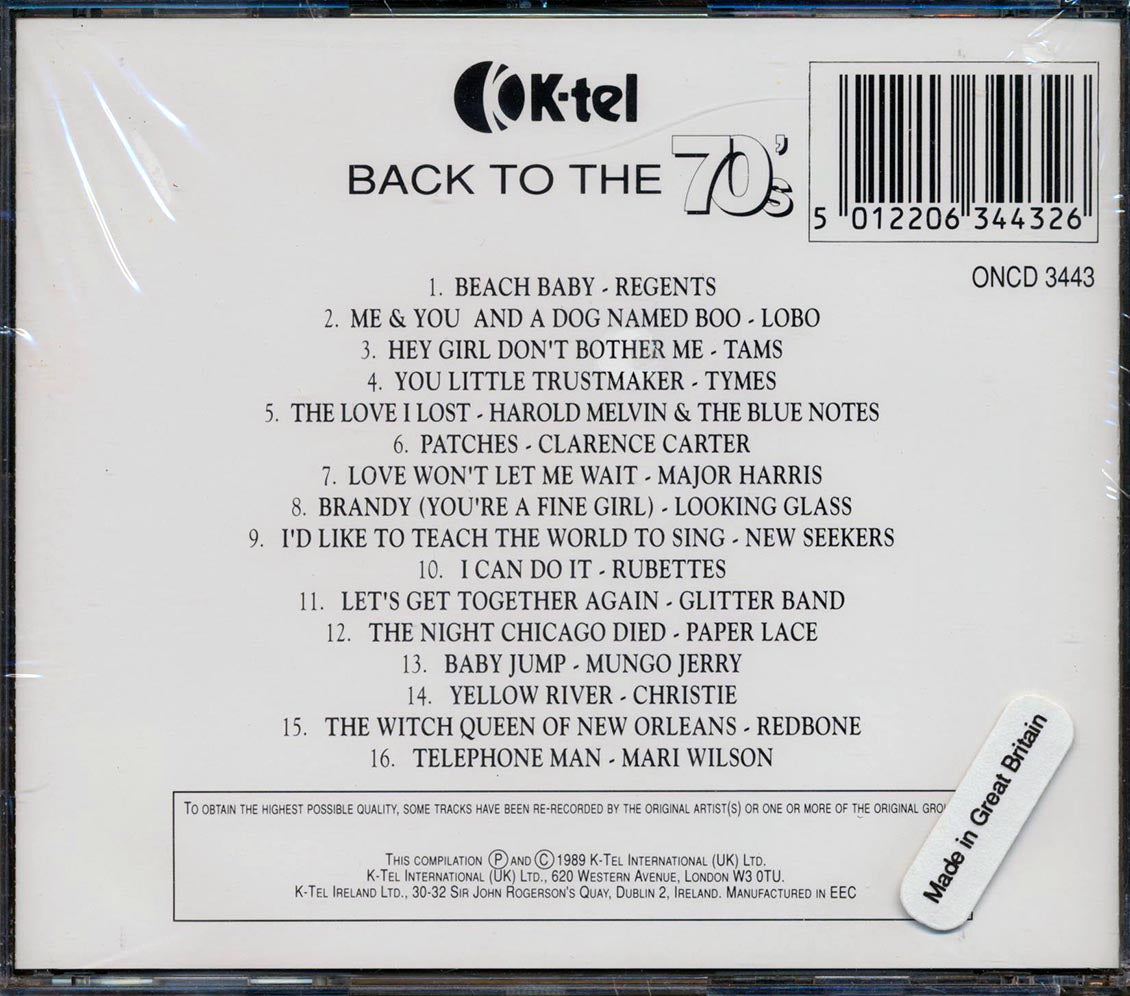 K-tel
BACK TO THE 70's
5 012206 344326
ONCD 3443
1. BEACH BABY - REGENTS
2. ME & YOU AND A DOG NAMED BOO - LOBO
3. HEY GIRL DON'T BOTHER ME - TAMS
4. YOU LITTLE TRUSTMAKER - TYMES
5. THE LOVE I LOST - HAROLD MELVIN & THE BLUE NOTES
6. PATCHES - CLARENCE CARTER
7. LOVE WON'T LET ME WAIT - MAJOR HARRIS
8. BRANDY (YOU'RE A FINE GIRL) - LOOKING GLASS
9. I'D LIKE TO TEACH THE WORLD TO SING - NEW SEEKERS
10. I CAN DO IT - RUBETTES
11. LET'S GET TOGETHER AGAIN - GLITTER BAND
12. THE NIGHT CHICAGO DIED - PAPER LACE
13. BABY JUMP - MUNGO JERRY
14. YELLOW RIVER - CHRISTIE
15. THE WITCH QUEEN OF NEW ORLEANS - REDBONE
16. TELEPHONE MAN - MARI WILSON
TO OBTAIN THE HIGHEST POSSIBLE QUALITY, SOME TRACKS HAVE BEEN RE-RECORDED BY THE ORIGINAL ARTIST(S) OR ONE OR MORE OF THE ORIGINAL
THIS COMPILATION Ⓟ AND © 1989 K-TEL INTERNATIONAL (UK) LTD.
K-TEL INTERNATIONAL (UK) LTD., 620 WESTERN AVENUE, LONDON W3 0TU.
K-TEL IRELAND LTD., 30-32 SIR JOHN ROGERSON'S QUAY, DUBLIN 2, IRELAND. MANUFACTURED IN EEC
Made in Great Britain